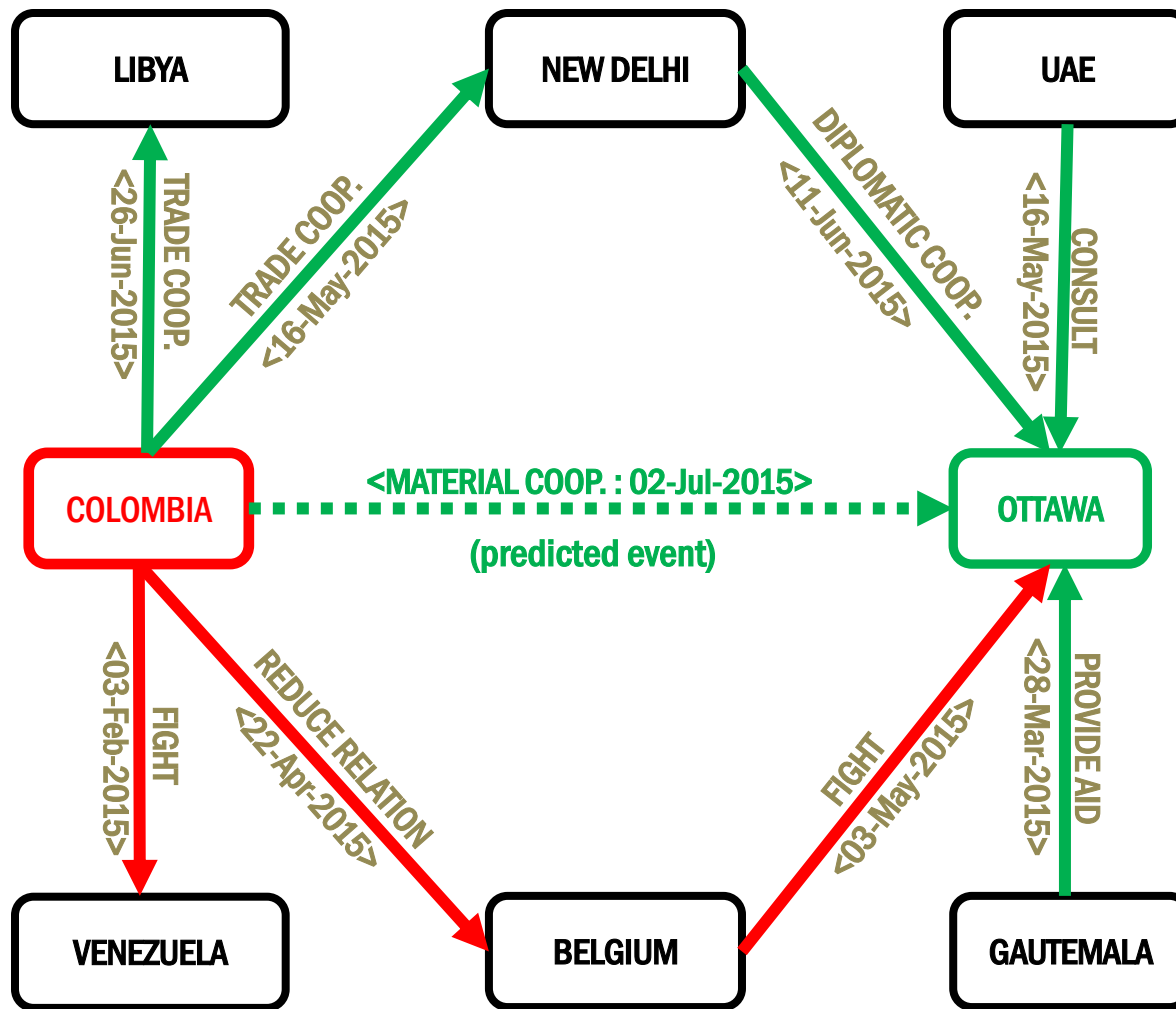 LIBYA
NEW DELHI
UAE
TRADE COOP.
<26-Jun-2015>
TRADE COOP.
<16-May-2015>
DIPLOMATIC COOP.
<11-Jun-2015>
CONSULT
<16-May-2015>
COLOMBIA
<MATERIAL COOP. : 02-Jul-2015>
(predicted event)
OTTAWA
FIGHT
<03-Feb-2015>
REDUCE RELATION
<22-Apr-2015>
FIGHT
<03-May-2015>
PROVIDE AID
<28-Mar-2015>
VENEZUELA
BELGIUM
GAUTEMALA